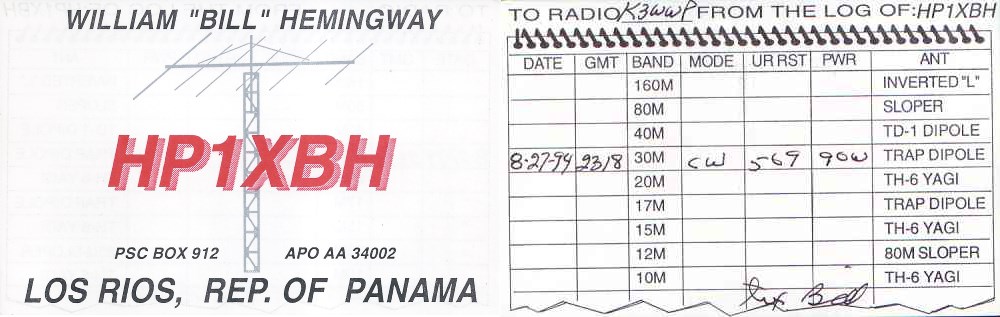 WILLIAM "BILL" HEMINGWAY
HP1XBH
PSC BOX 912 APO AA 34002
LOS RIOS, REP. OF PANAMA
TO RADIO K3WWP FROM THE LOG OF: HP1XBH
DATE GMT BAND MODE UR RST PWR ANT
160M INVERTED "L"
80M SLOPER
40M TD-1 DIPOLE
8-27-94 2318 30M CW 569 90W TRAP DIPOLE
20M TH-6 YAGI
17M TRAP DIPOLE
15M TH-6 YAGI
12M 80M SLOPER
10M TH-6 YAGI
Bill